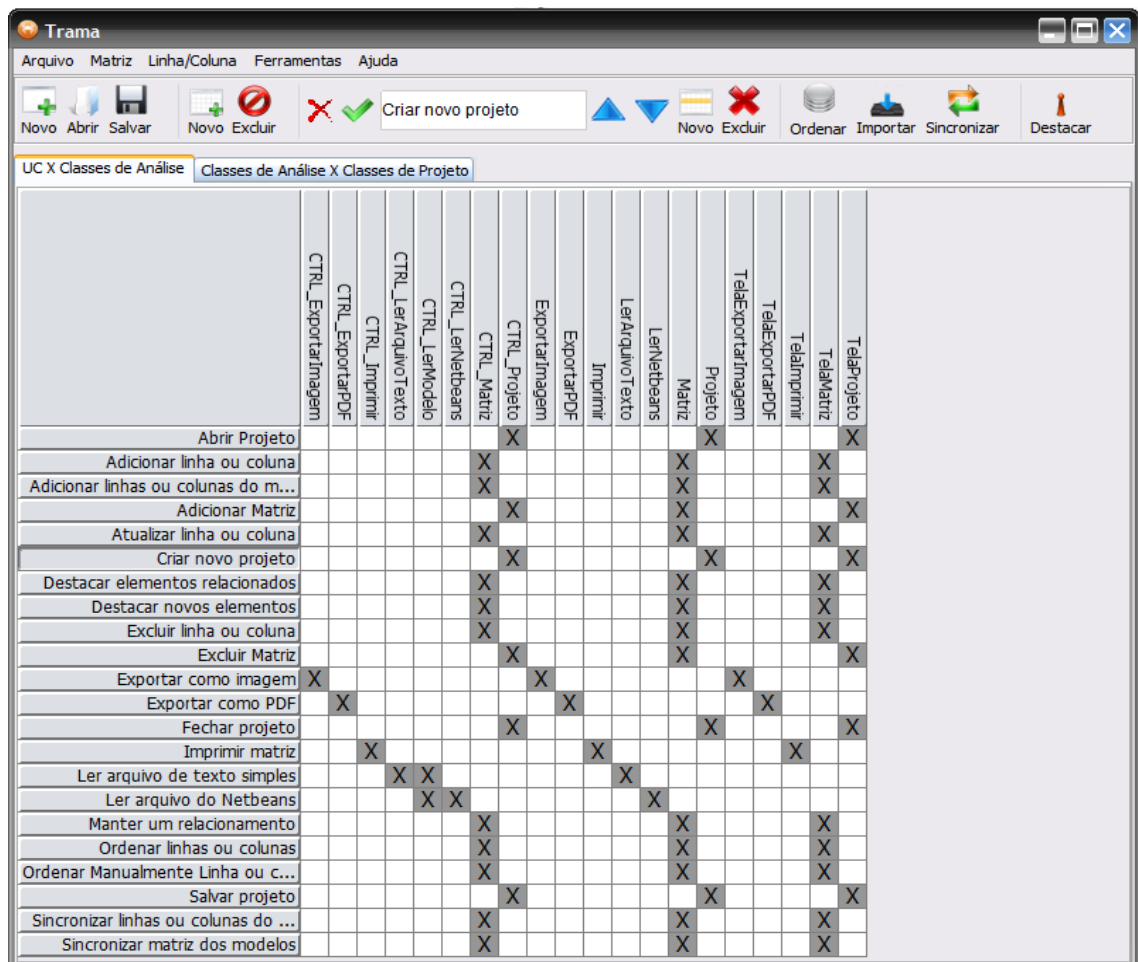 Trama
Arquivo Matriz Linha/Coluna Ferramentas Ajuda
Criar novo projeto
Novo Abrir Salvar Novo Excluir Novo Excluir Ordenar Importar Sincronizar Destacar
UC X Classes de Análise Classes de Análise X Classes de Projeto
CTRL_ExportarImagem
CTRL_ExportarPDF
CTRL_Imprimir
CTRL_LerArquivoTexto
CTRL_LerModelo
CTRL_LerNetbeans
CTRL_Matriz
CTRL_Projeto
ExportarImagem
ExportarPDF
Imprimir
LerArquivoTexto
LerNetbeans
Matriz
Projeto
TelaExportarImagem
TelaExportarPDF
TelaImprimir
TelaMatriz
TelaProjeto
Abrir Projeto X X X
Adicionar linha ou coluna X X X
Adicionar linhas ou colunas do m... X X X
Adicionar Matriz X X X
Atualizar linha ou coluna X X X
Criar novo projeto X X X
Destacar elementos relacionados X X X
Destacar novos elementos X X X
Excluir linha ou coluna X X X
Excluir Matriz X X X
Exportar como imagem X X X
Exportar como PDF X X X
Fechar projeto X X X
Imprimir matriz X X X
Ler arquivo de texto simples X X X
Ler arquivo do Netbeans X X X
Manter um relacionamento X X X
Ordenar linhas ou colunas X X X
Ordenar Manualmente Linha ou c... X X X
Salvar projeto X X X
Sincronizar linhas ou colunas do ... X X X
Sincronizar matriz dos modelos X X X